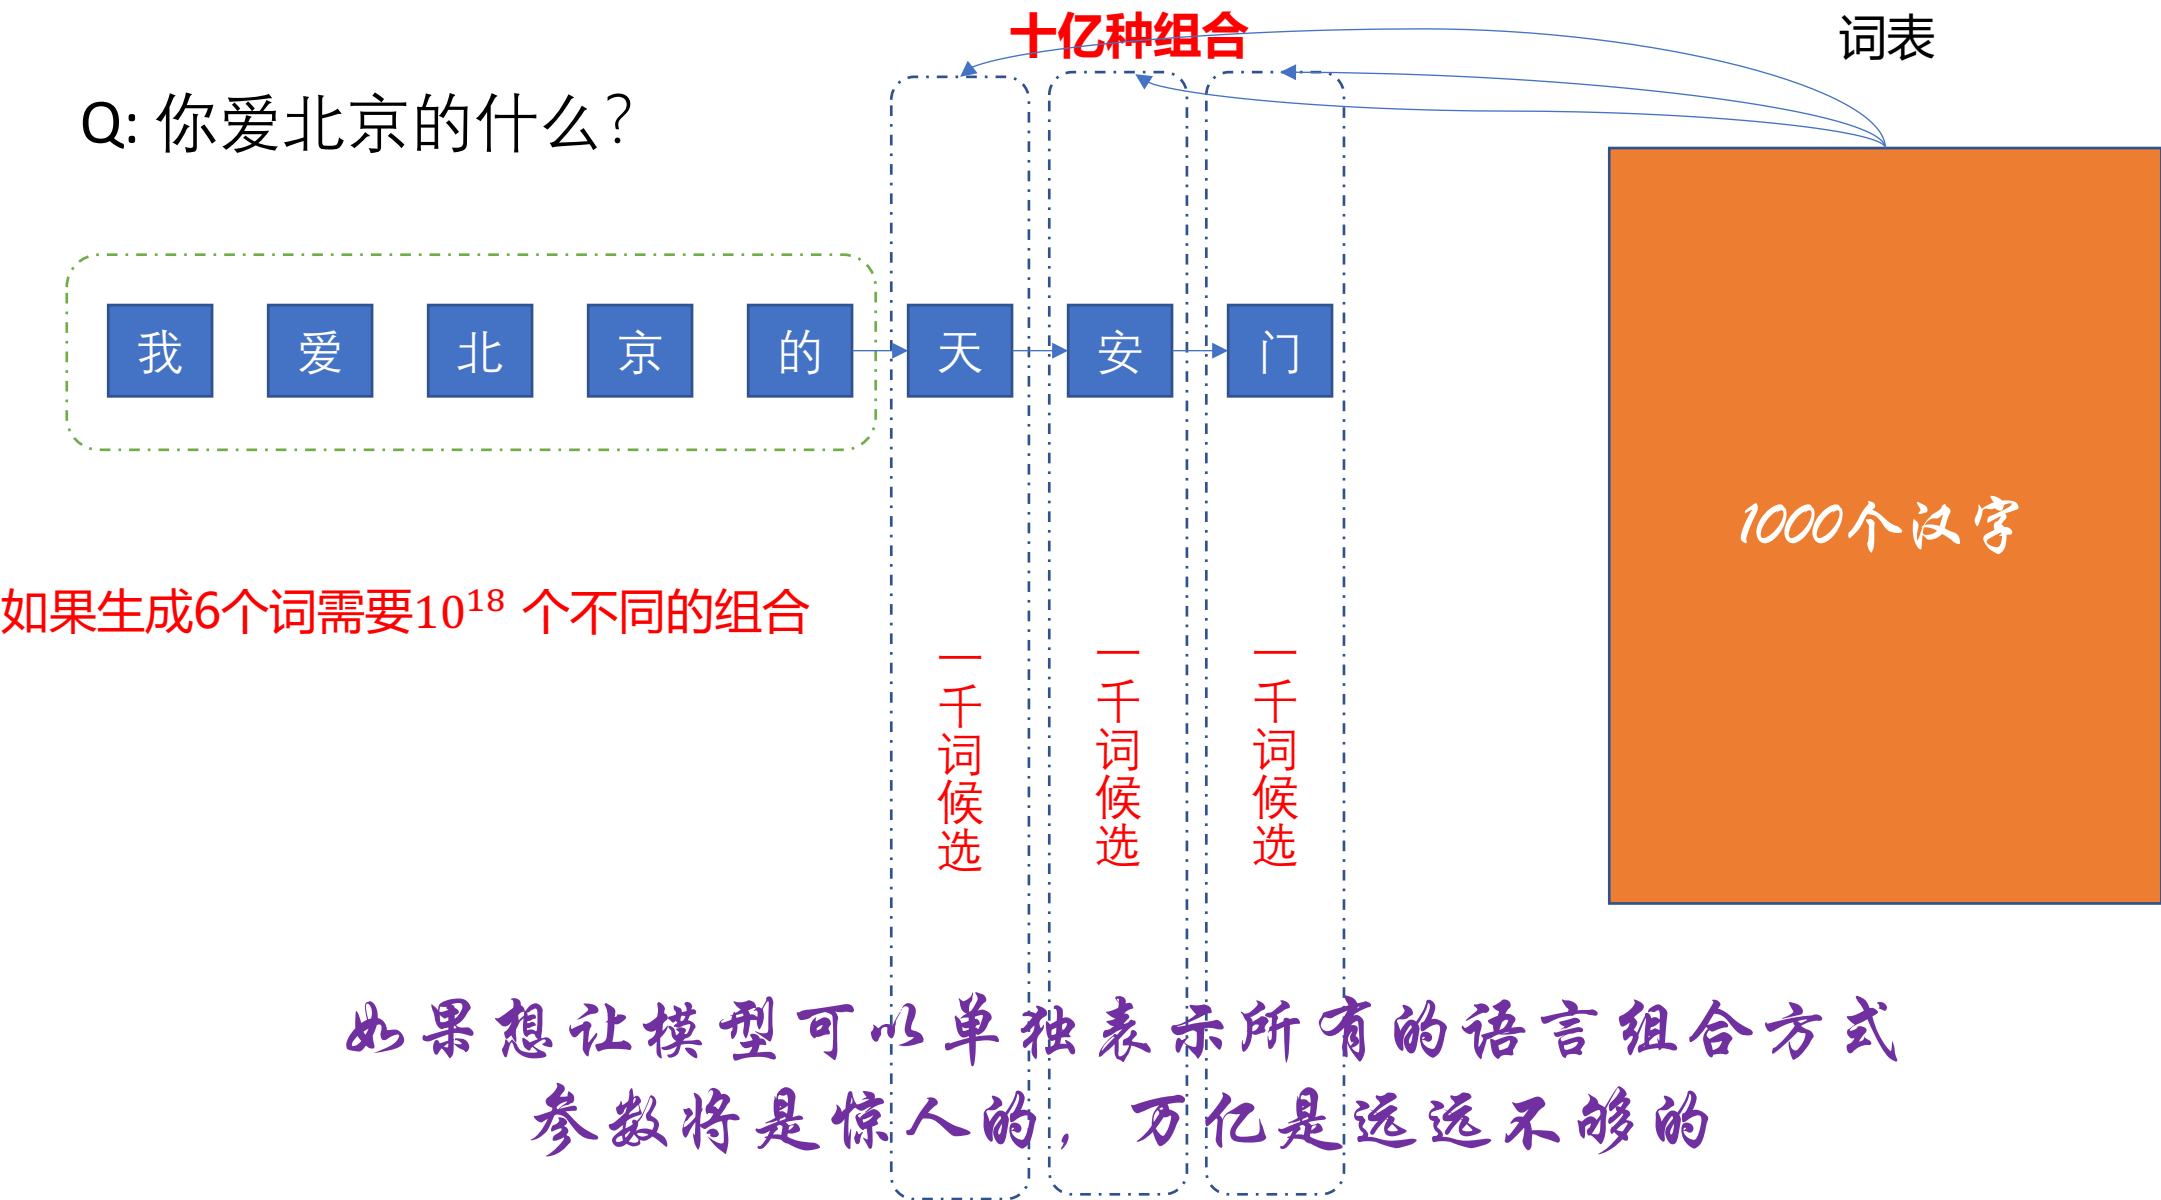 十亿种组合
词表
Q: 你爱北京的什么?
我 爱 北 京 的 天 安 门
1000个汉字
如果生成6个词需要10¹⁸ 个不同的组合
一千词候选
一千词候选
一千词候选
如果想让模型可以单独表示所有的语言组合方式
参数将是惊人的，万亿是远远不够的